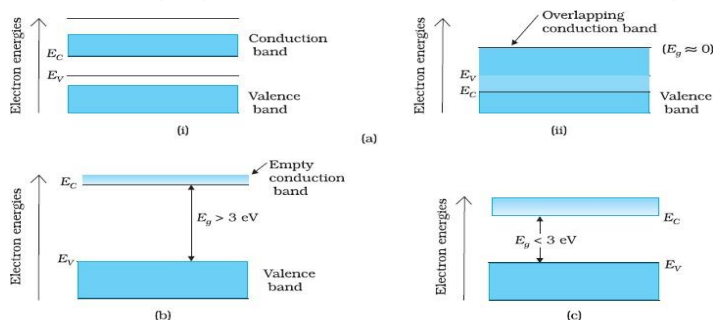 Electron energies
Conduction
band
E_C
E_V
Valence
band
(i)
Electron energies
Overlapping
conduction band
(E_g ≈ 0)
E_V
E_C
Valence
band
(ii)
(a)
Electron energies
Empty
conduction
band
E_C
E_g > 3 eV
E_V
Valence
band
(b)
Electron energies
E_C
E_g < 3 eV
E_V
(c)